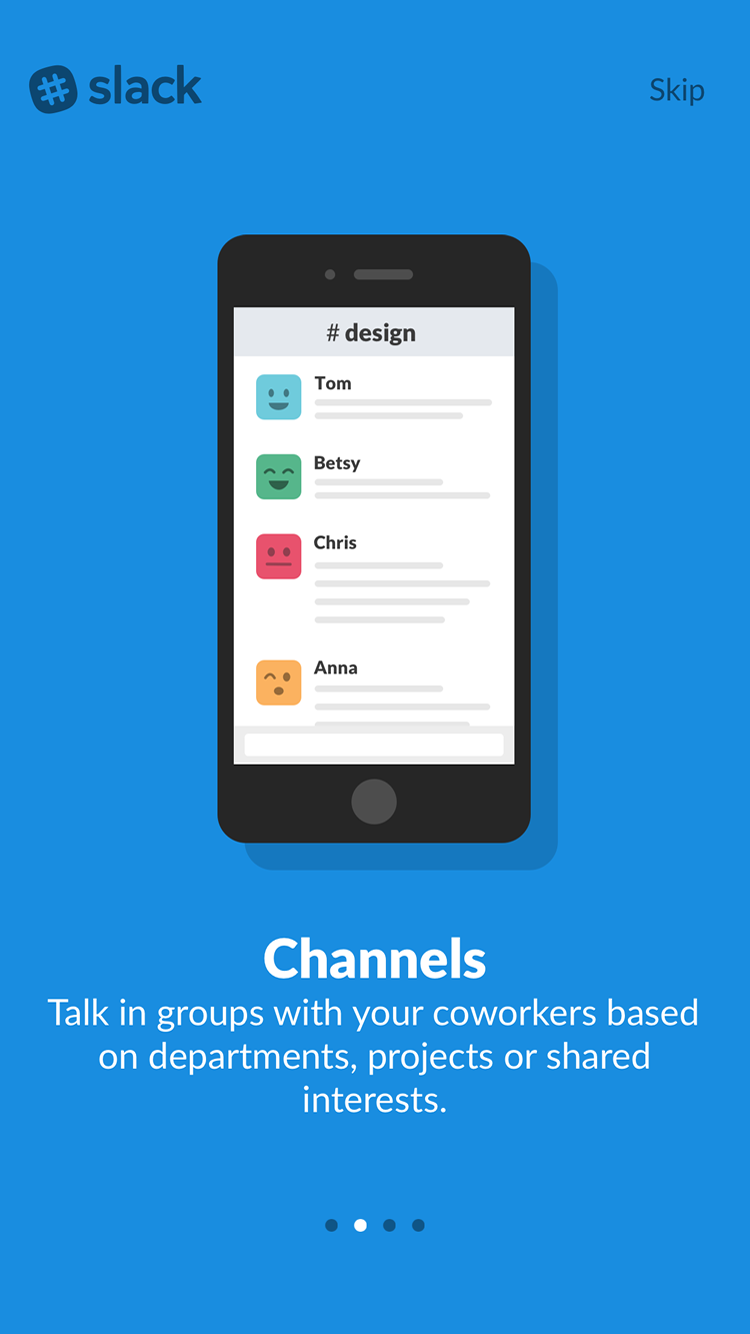 slack
Skip
# design
Tom
Betsy
Chris
Anna
Channels
Talk in groups with your coworkers based
on departments, projects or shared
interests.